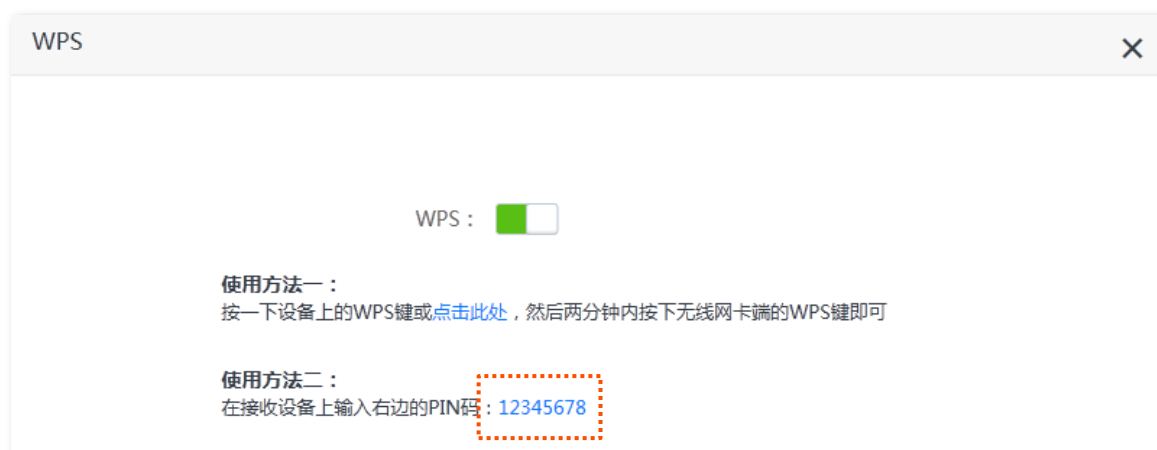 WPS
WPS：
使用方法一：
按一下设备上的WPS键或点击此处，然后两分钟内按下无线网卡端的WPS键即可
使用方法二：
在接收设备上输入右边的PIN码：12345678